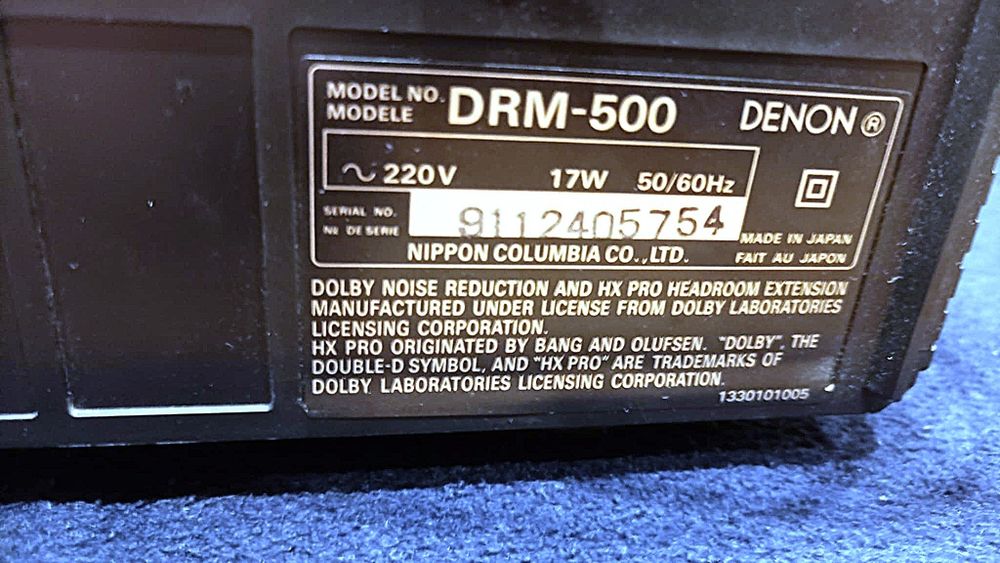 MODEL NO.
MODELE
DRM-500
DENON®
~220V 17W 50/60Hz
SERIAL NO. 9112405754
Nº DE SERIE
MADE IN JAPAN
NIPPON COLUMBIA CO.,LTD.
FAIT AU JAPON
DOLBY NOISE REDUCTION AND HX PRO HEADROOM EXTENSION
MANUFACTURED UNDER LICENSE FROM DOLBY LABORATORIES
LICENSING CORPORATION.
HX PRO ORIGINATED BY BANG AND OLUFSEN. "DOLBY", THE
DOUBLE-D SYMBOL, AND "HX PRO" ARE TRADEMARKS OF
DOLBY LABORATORIES LICENSING CORPORATION.
1330101005